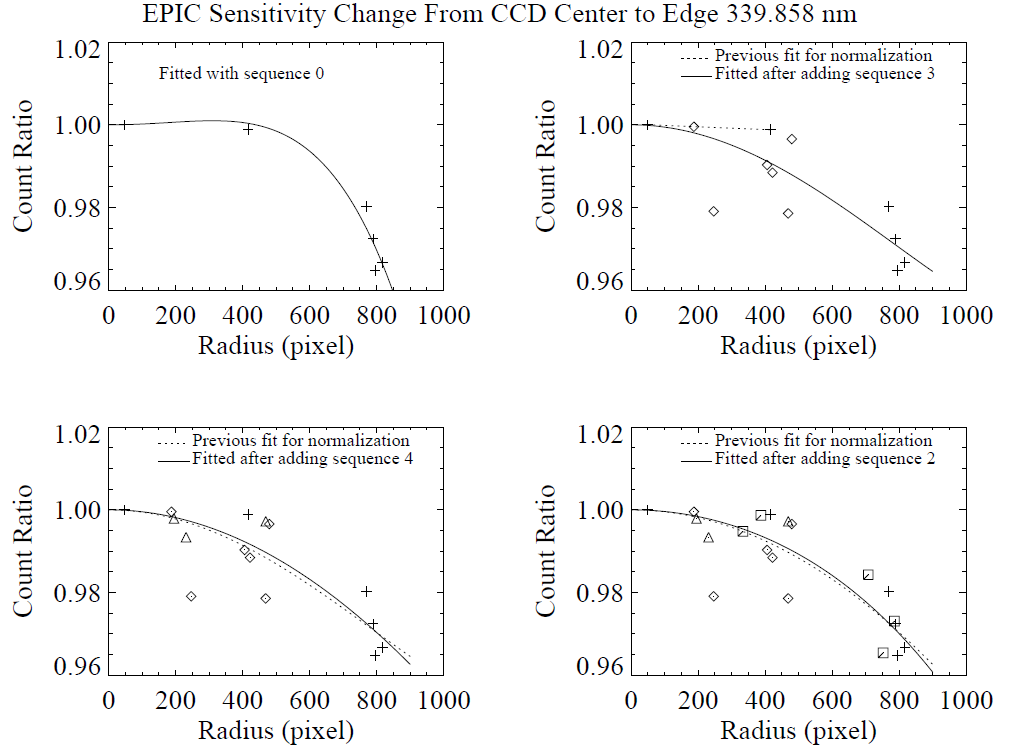 EPIC Sensitivity Change From CCD Center to Edge 339.858 nm
1.02
1.00
0.98
0.96
Count Ratio
Fitted with sequence 0
0 200 400 600 800 1000
Radius (pixel)
1.02
1.00
0.98
0.96
Count Ratio
Previous fit for normalization
Fitted after adding sequence 3
0 200 400 600 800 1000
Radius (pixel)
1.02
1.00
0.98
0.96
Count Ratio
Previous fit for normalization
Fitted after adding sequence 4
0 200 400 600 800 1000
Radius (pixel)
1.02
1.00
0.98
0.96
Count Ratio
Previous fit for normalization
Fitted after adding sequence 2
0 200 400 600 800 1000
Radius (pixel)